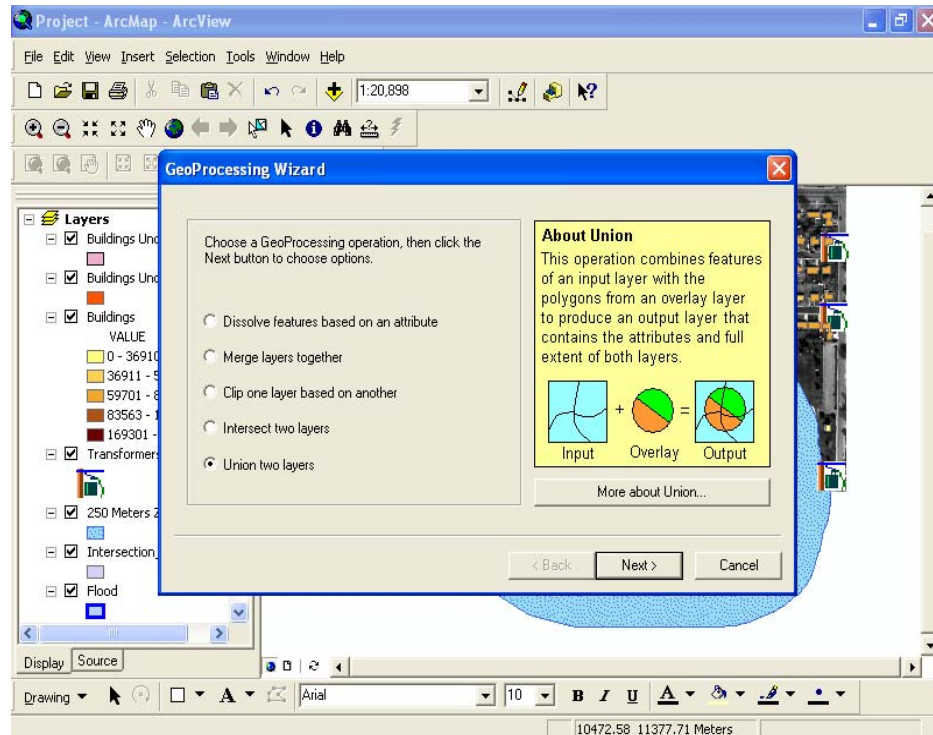 Project - ArcMap - ArcView
File Edit View Insert Selection Tools Window Help
1:20,898
GeoProcessing Wizard
Layers
Buildings Und
Buildings Und
Buildings
VALUE
0 - 36910
36911 - 5
59701 - 8
83563 - 1
169301 -
Transformers
250 Meters Z
Intersection_
Flood
Choose a GeoProcessing operation, then click the
Next button to choose options.
Dissolve features based on an attribute
Merge layers together
Clip one layer based on another
Intersect two layers
Union two layers
About Union
This operation combines features
of an input layer with the
polygons from an overlay layer
to produce an output layer that
contains the attributes and full
extent of both layers.
+ =
Input Overlay Output
More about Union...
< Back Next > Cancel
Display Source
Drawing A Arial 10 B I U A
10472.58 11377.71 Meters